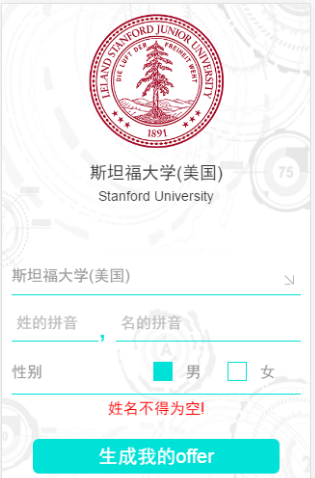 LELAND STANFORD JUNIOR UNIVERSITY
DIE LUFT DER FREIHEIT WEHT
1891
斯坦福大学(美国)
Stanford University
75
斯坦福大学(美国)
姓的拼音 , 名的拼音
A
性别 男 女
姓名不得为空!
0
生成我的offer